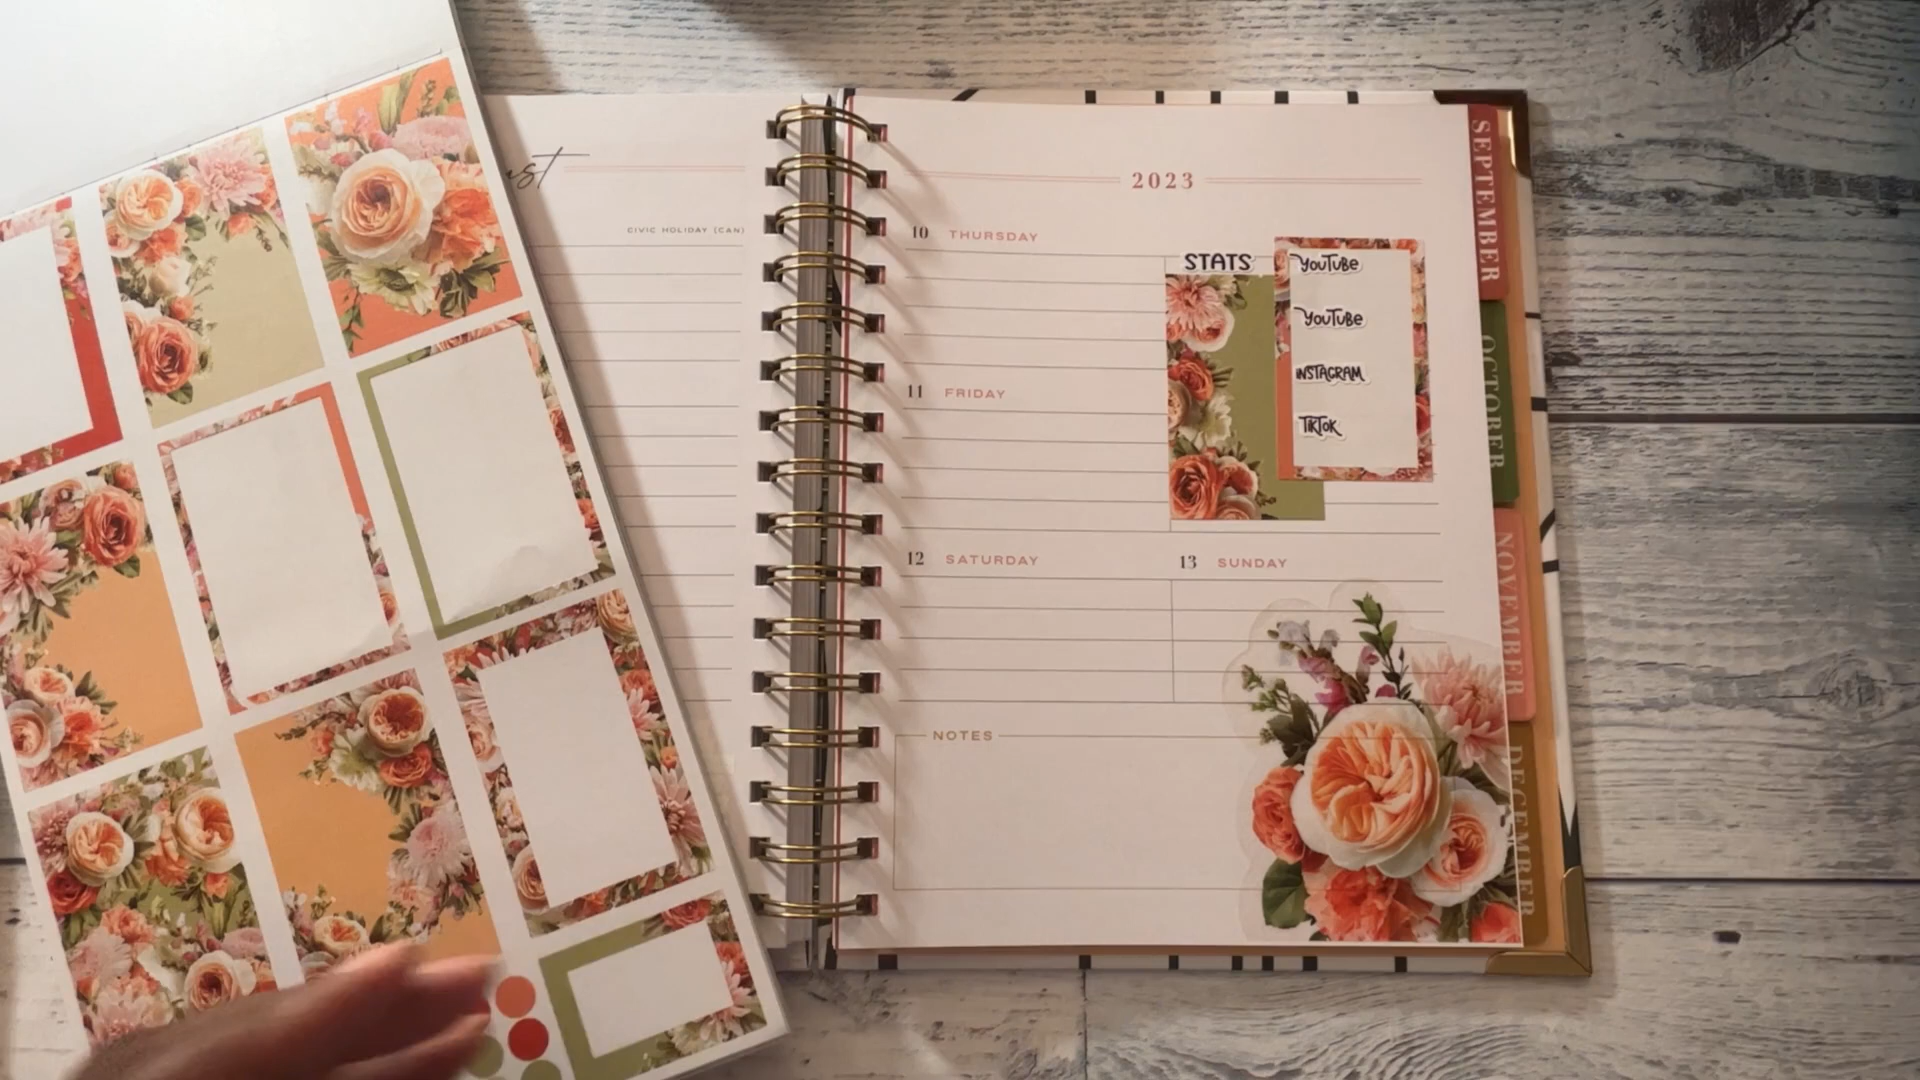 ust
CIVIC HOLIDAY (CAN)
2023
10 THURSDAY
STATS
YOUTUBE
YOUTUBE
INSTAGRAM
TIKTOK
11 FRIDAY
12 SATURDAY
13 SUNDAY
NOTES
SEPTEMBER
OCTOBER
NOVEMBER
DECEMBER